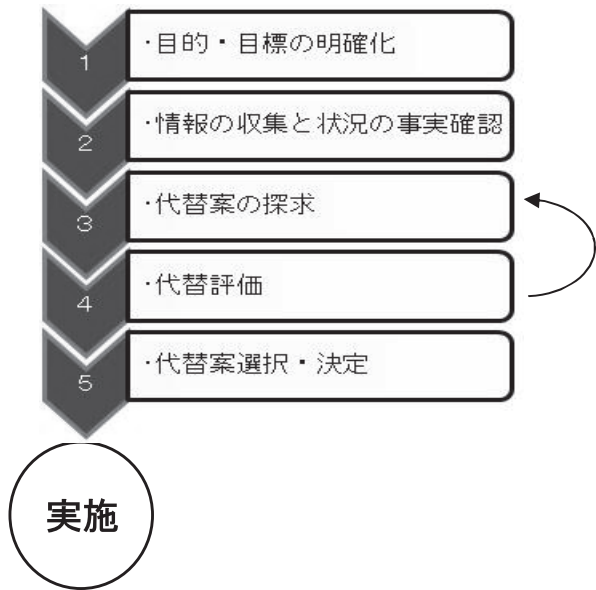 1
・目的・目標の明確化
2
・情報の収集と状況の事実確認
3
・代替案の探求
4
・代替評価
5
・代替案選択・決定
実施